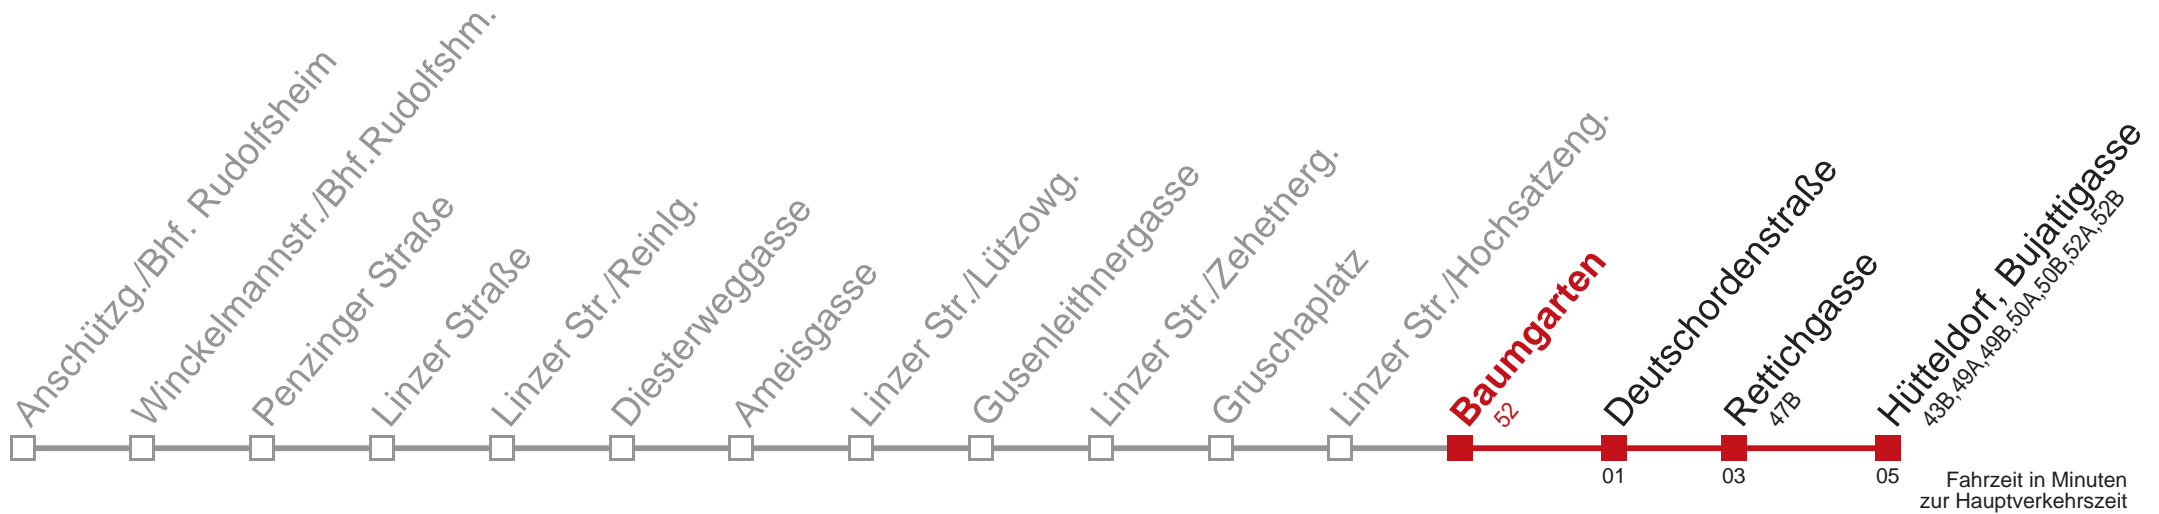 Anschützg./Bhf. Rudolfsheim
Winckelmannstr./Bhf.Rudolfshm.
Penzinger Straße
Linzer Straße
Linzer Str./Reinlg.
Diesterweggasse
Ameisgasse
Linzer Str./Lützowg.
Gusenleithnergasse
Linzer Str./Zehetnerg.
Gruschaplatz
Linzer Str./Hochsatzeng.
Baumgarten
52
Deutschordenstraße
Rettichgasse
47B
Hütteldorf, Bujattigasse
43B,49A,49B,50A,50B,52A,52B
01
03
05
Fahrzeit in Minuten
zur Hauptverkehrszeit